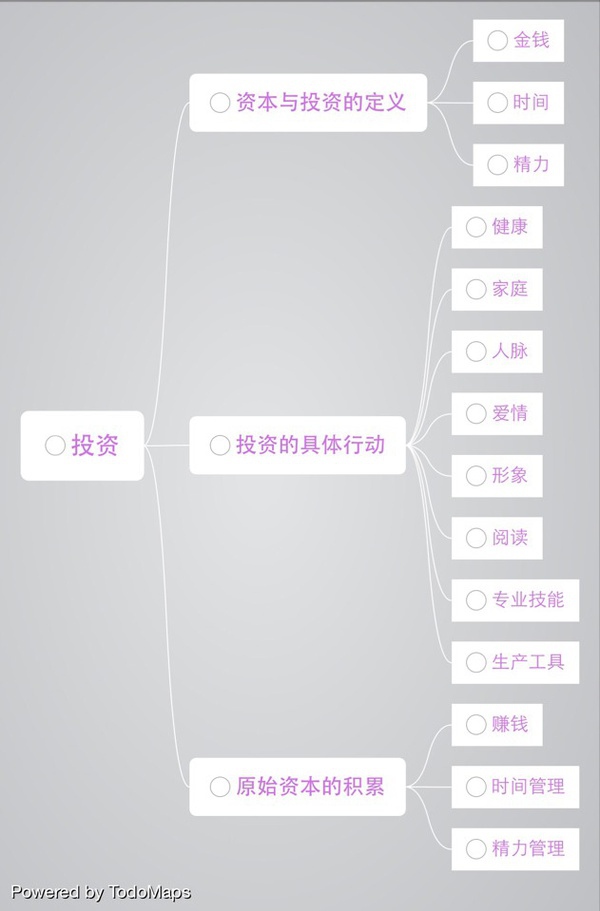 投资
资本与投资的定义
金钱
时间
精力
投资的具体行动
健康
家庭
人脉
爱情
形象
阅读
专业技能
生产工具
原始资本的积累
赚钱
时间管理
精力管理
Powered by TodoMaps